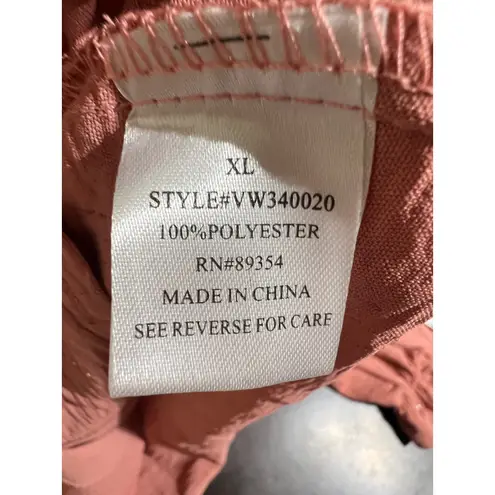 XL
STYLE#VW340020
100%POLYESTER
RN#89354
MADE IN CHINA
SEE REVERSE FOR CARE